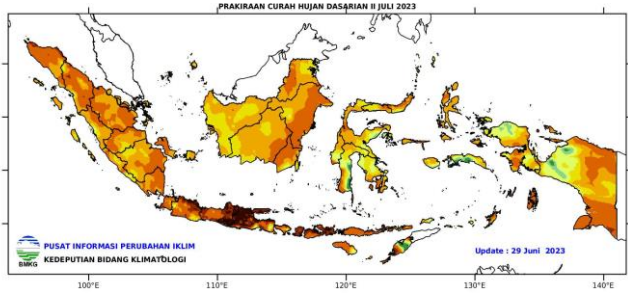 PRAKIRAAN CURAH HUJAN DASARIAN II JULI 2023
PUSAT INFORMASI PERUBAHAN IKLIM
KEDEPUTIAN BIDANG KLIMATOLOGI
BMKG
Update : 29 Juni 2023
100°E 110°E 120°E 130°E 140°E